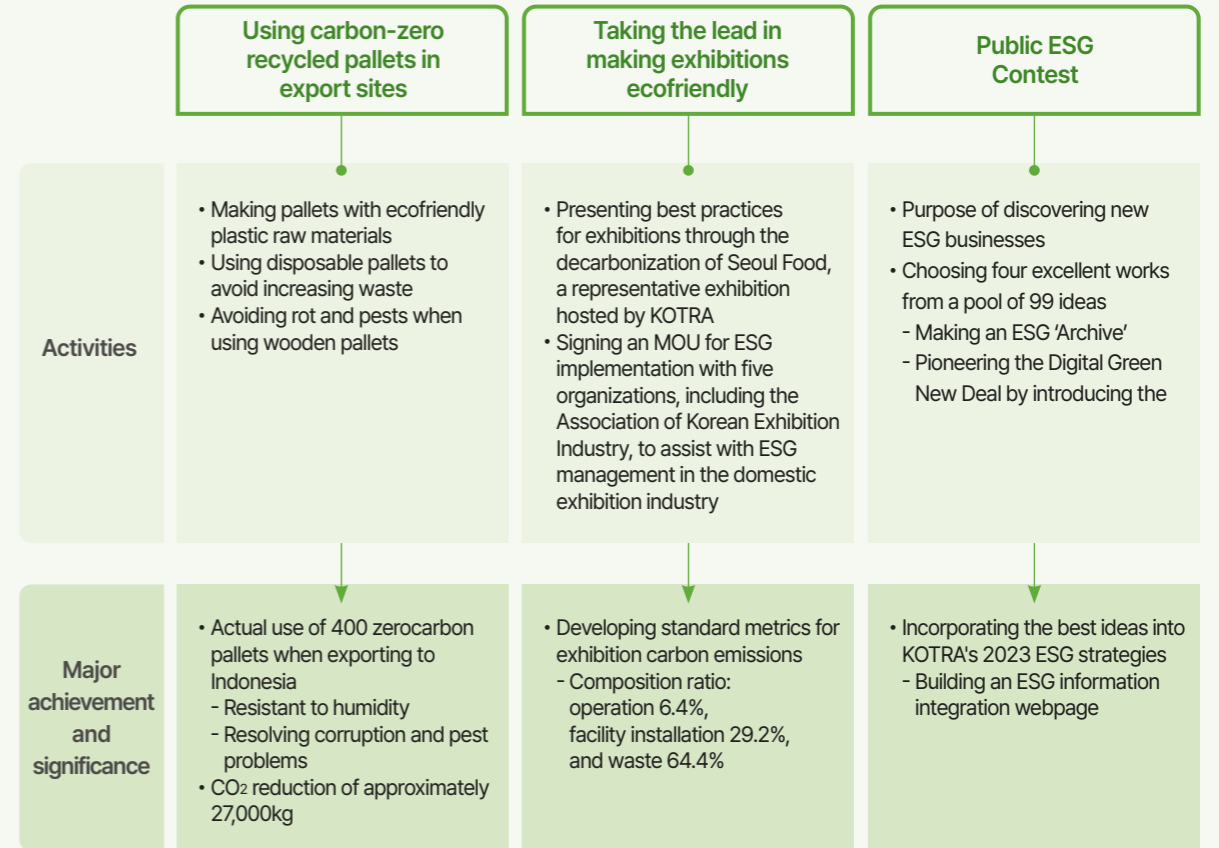 Using carbon-zero
recycled pallets in
export sites
Taking the lead in
making exhibitions
ecofriendly
Public ESG
Contest
Activities
• Making pallets with ecofriendly
plastic raw materials
• Using disposable pallets to
avoid increasing waste
• Avoiding rot and pests when
using wooden pallets
• Presenting best practices
for exhibitions through the
decarbonization of Seoul Food,
a representative exhibition
hosted by KOTRA
• Signing an MOU for ESG
implementation with five
organizations, including the
Association of Korean Exhibition
Industry, to assist with ESG
management in the domestic
exhibition industry
• Purpose of discovering new
ESG businesses
• Choosing four excellent works
from a pool of 99 ideas
- Making an ESG ‘Archive’
- Pioneering the Digital Green
New Deal by introducing the
Major
achievement
and
significance
• Actual use of 400 zerocarbon
pallets when exporting to
Indonesia
- Resistant to humidity
- Resolving corruption and pest
problems
• CO2 reduction of approximately
27,000kg
• Developing standard metrics for
exhibition carbon emissions
- Composition ratio:
operation 6.4%,
facility installation 29.2%,
and waste 64.4%
• Incorporating the best ideas into
KOTRA's 2023 ESG strategies
- Building an ESG information
integration webpage